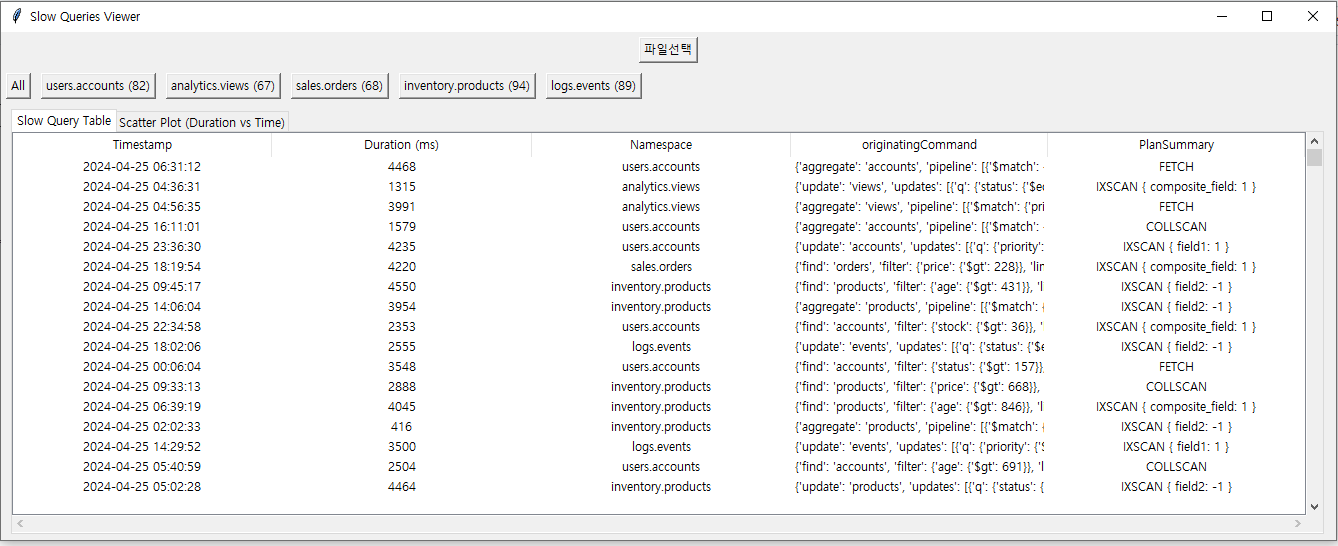 Slow Queries Viewer
파일선택
All users.accounts (82) analytics.views (67) sales.orders (68) inventory.products (94) logs.events (89)
Slow Query Table Scatter Plot (Duration vs Time)
Timestamp Duration (ms) Namespace originatingCommand PlanSummary
2024-04-25 06:31:12 4468 users.accounts {'aggregate': 'accounts', 'pipeline': [{'$match': FETCH
2024-04-25 04:36:31 1315 analytics.views {'update': 'views', 'updates': [{'q': {'status': {'$e IXSCAN { composite_field: 1 }
2024-04-25 04:56:35 3991 analytics.views {'aggregate': 'views', 'pipeline': [{'$match': {'pri FETCH
2024-04-25 16:11:01 1579 users.accounts {'aggregate': 'accounts', 'pipeline': [{'$match': COLLSCAN
2024-04-25 23:36:30 4235 users.accounts {'update': 'accounts', 'updates': [{'q': {'priority': IXSCAN { field1: 1 }
2024-04-25 18:19:54 4220 sales.orders {'find': 'orders', 'filter': {'price': {'$gt': 228}}, 'lin IXSCAN { composite_field: 1 }
2024-04-25 09:45:17 4550 inventory.products {'find': 'products', 'filter': {'age': {'$gt': 431}}, 'l IXSCAN { field2: -1 }
2024-04-25 14:06:04 3954 inventory.products {'aggregate': 'products', 'pipeline': [{'$match': { IXSCAN { field2: -1 }
2024-04-25 22:34:58 2353 users.accounts {'find': 'accounts', 'filter': {'stock': {'$gt': 36}}, ' IXSCAN { composite_field: 1 }
2024-04-25 18:02:06 2555 logs.events {'update': 'events', 'updates': [{'q': {'status': {'$e IXSCAN { field2: -1 }
2024-04-25 00:06:04 3548 users.accounts {'find': 'accounts', 'filter': {'status': {'$gt': 157}} FETCH
2024-04-25 09:33:13 2888 inventory.products {'find': 'products', 'filter': {'price': {'$gt': 668}}, COLLSCAN
2024-04-25 06:39:19 4045 inventory.products {'find': 'products', 'filter': {'age': {'$gt': 846}}, 'l IXSCAN { composite_field: 1 }
2024-04-25 02:02:33 416 inventory.products {'aggregate': 'products', 'pipeline': [{'$match': { IXSCAN { field2: -1 }
2024-04-25 14:29:52 3500 logs.events {'update': 'events', 'updates': [{'q': {'priority': {'$ IXSCAN { field1: 1 }
2024-04-25 05:40:59 2504 users.accounts {'find': 'accounts', 'filter': {'age': {'$gt': 691}}, 'l COLLSCAN
2024-04-25 05:02:28 4464 inventory.products {'update': 'products', 'updates': [{'q': {'status': { IXSCAN { field2: -1 }